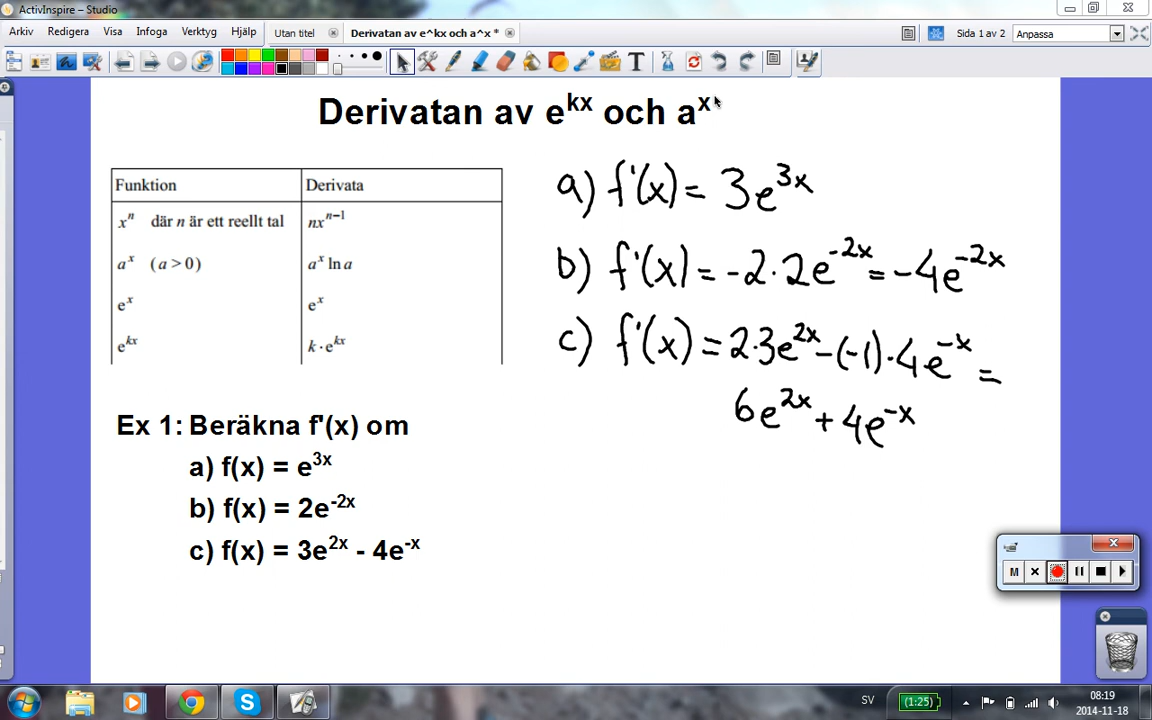 ActivInspire – Studio
Arkiv Redigera Visa Infoga Verktyg Hjälp
Utan titel
Derivatan av e^kx och a^x *
Sida 1 av 2
Anpassa
Derivatan av e^kx och a^x
Funktion Derivata
x^n där n är ett reellt tal nx^n−1
a^x (a > 0) a^x ln a
e^x e^x
e^kx k · e^kx
a) f'(x) = 3e^3x
b) f'(x) = -2·2e^-2x = -4e^-2x
c) f'(x) = 2·3e^2x - (-1)·4e^-x =
6e^2x + 4e^-x
Ex 1: Beräkna f'(x) om
a) f(x) = e^3x
b) f(x) = 2e^-2x
c) f(x) = 3e^2x - 4e^-x
M
SV
(1:25)
08:19
2014-11-18